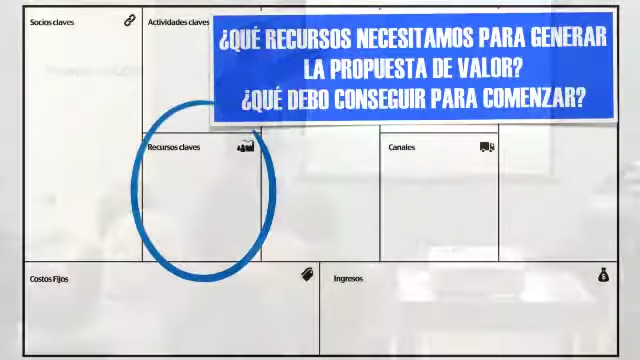 Socios claves
Actividades claves
¿QUÉ RECURSOS NECESITAMOS PARA GENERAR
LA PROPUESTA DE VALOR?
¿QUÉ DEBO CONSEGUIR PARA COMENZAR?
Recursos claves
Canales
Costos Fijos
Ingresos